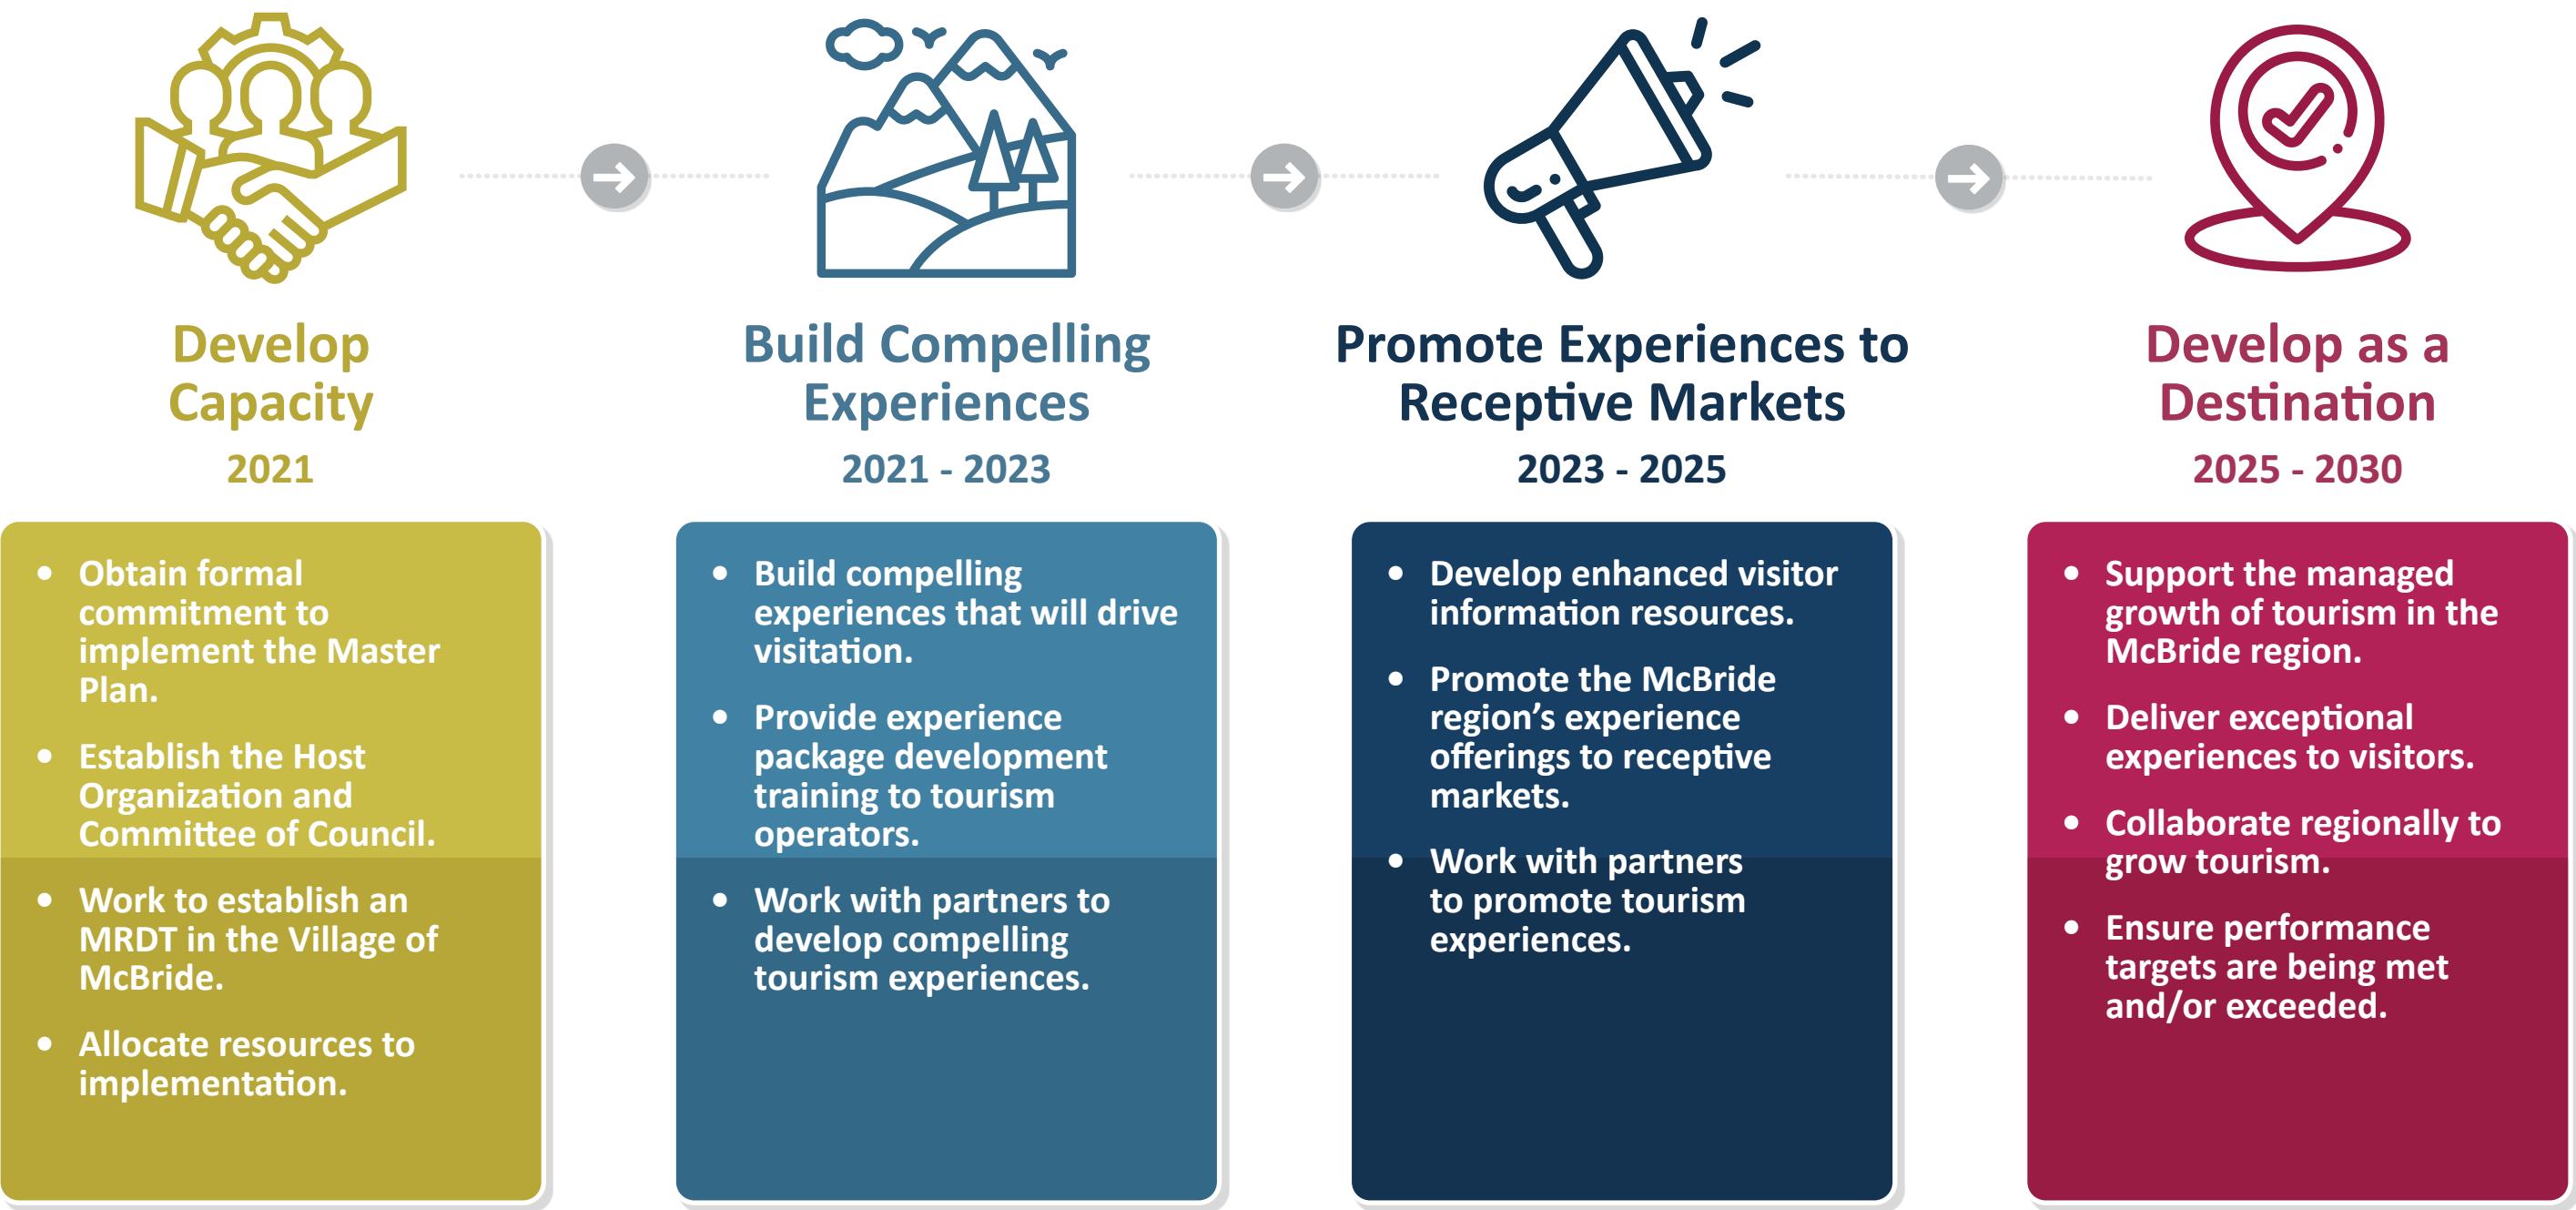 Develop
Capacity
2021
• Obtain formal
commitment to
implement the Master
Plan.
• Establish the Host
Organization and
Committee of Council.
• Work to establish an
MRDT in the Village of
McBride.
• Allocate resources to
implementation.
Build Compelling
Experiences
2021 - 2023
• Build compelling
experiences that will drive
visitation.
• Provide experience
package development
training to tourism
operators.
• Work with partners to
develop compelling
tourism experiences.
Promote Experiences to
Receptive Markets
2023 - 2025
• Develop enhanced visitor
information resources.
• Promote the McBride
region’s experience
offerings to receptive
markets.
• Work with partners
to promote tourism
experiences.
Develop as a
Destination
2025 - 2030
• Support the managed
growth of tourism in the
McBride region.
• Deliver exceptional
experiences to visitors.
• Collaborate regionally to
grow tourism.
• Ensure performance
targets are being met
and/or exceeded.